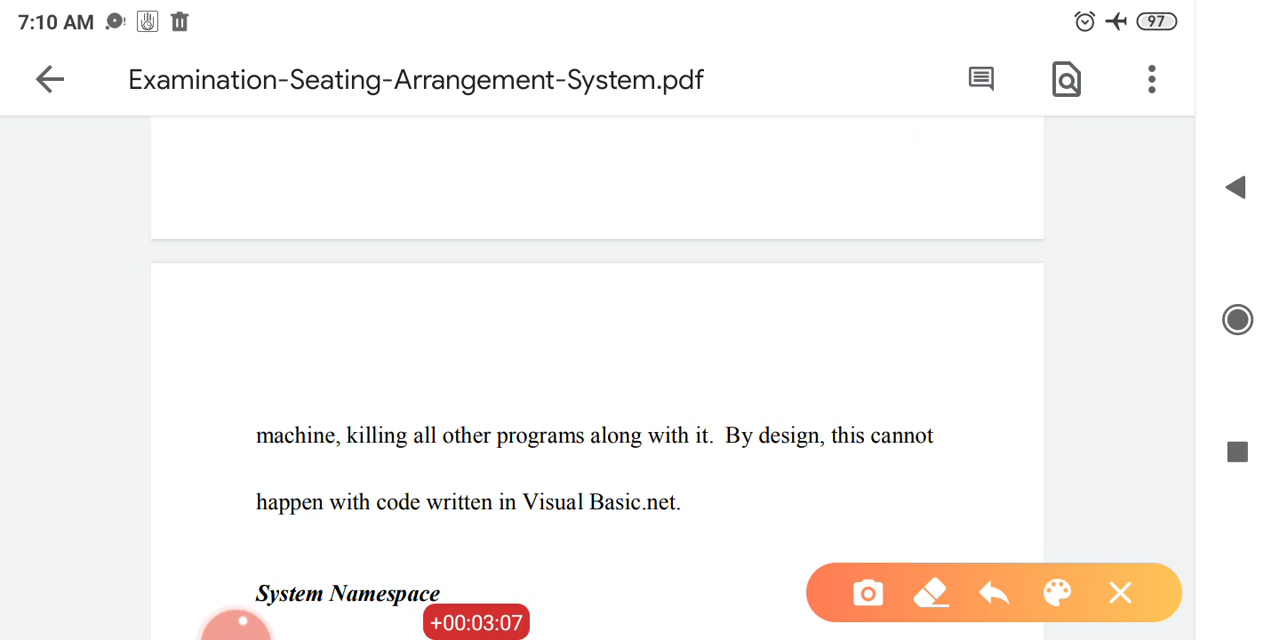 7:10 AM
97
Examination-Seating-Arrangement-System.pdf
machine, killing all other programs along with it. By design, this cannot
happen with code written in Visual Basic.net.
System Namespace
+00:03:07